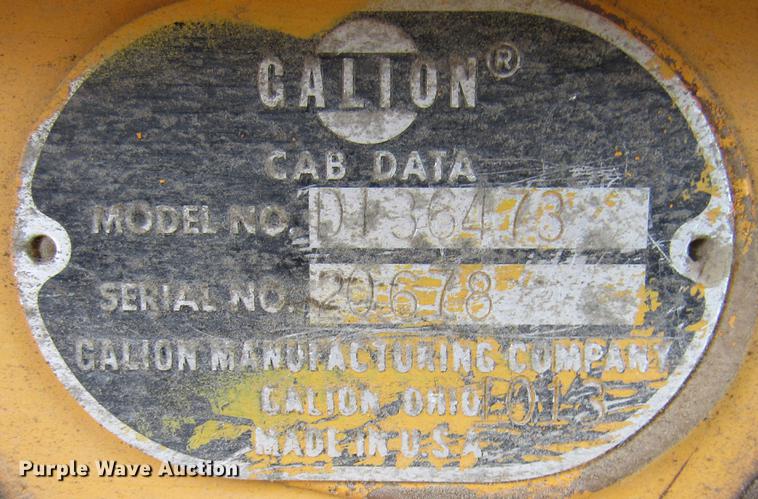 GALION®
CAB DATA
MODEL NO. D136473
SERIAL NO. 20678
GALION MANUFACTURING COMPANY
GALION OHIO 1013
MADE IN U.S.A.
Purple Wave Auction